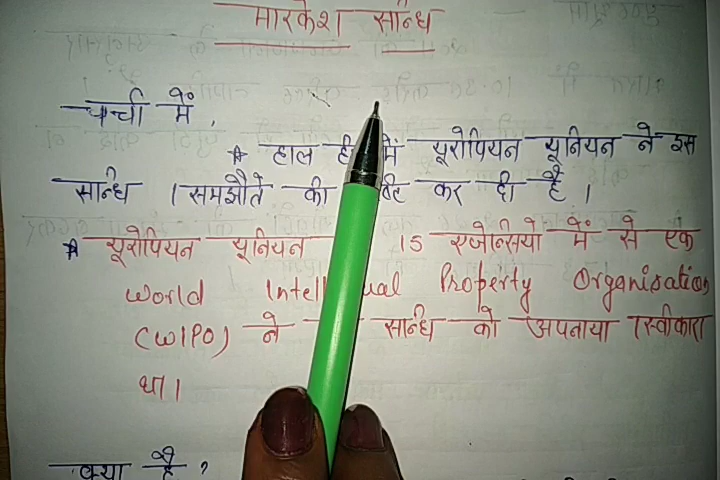 मारकेश सन्धि
चर्चा में,
* हाल ही में यूरोपियन यूनियन ने इस
सन्धि / समझौते की कर दी है ।
* यूरोपियन यूनियन 15 एजेन्सियों में से एक
World Property Organisation
(WIPO) ने सन्धि को अपनाया / स्वीकारा
था ।
क्या है ?